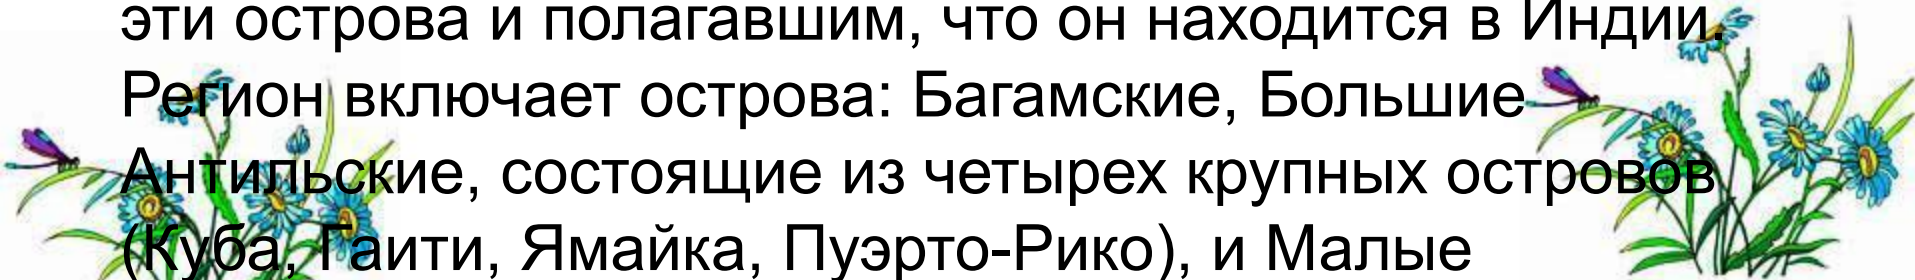 эти острова и полагавшим, что он находится в Индии.
Регион включает острова: Багамские, Большие
Антильские, состоящие из четырех крупных островов
(Куба, Гаити, Ямайка, Пуэрто-Рико), и Малые